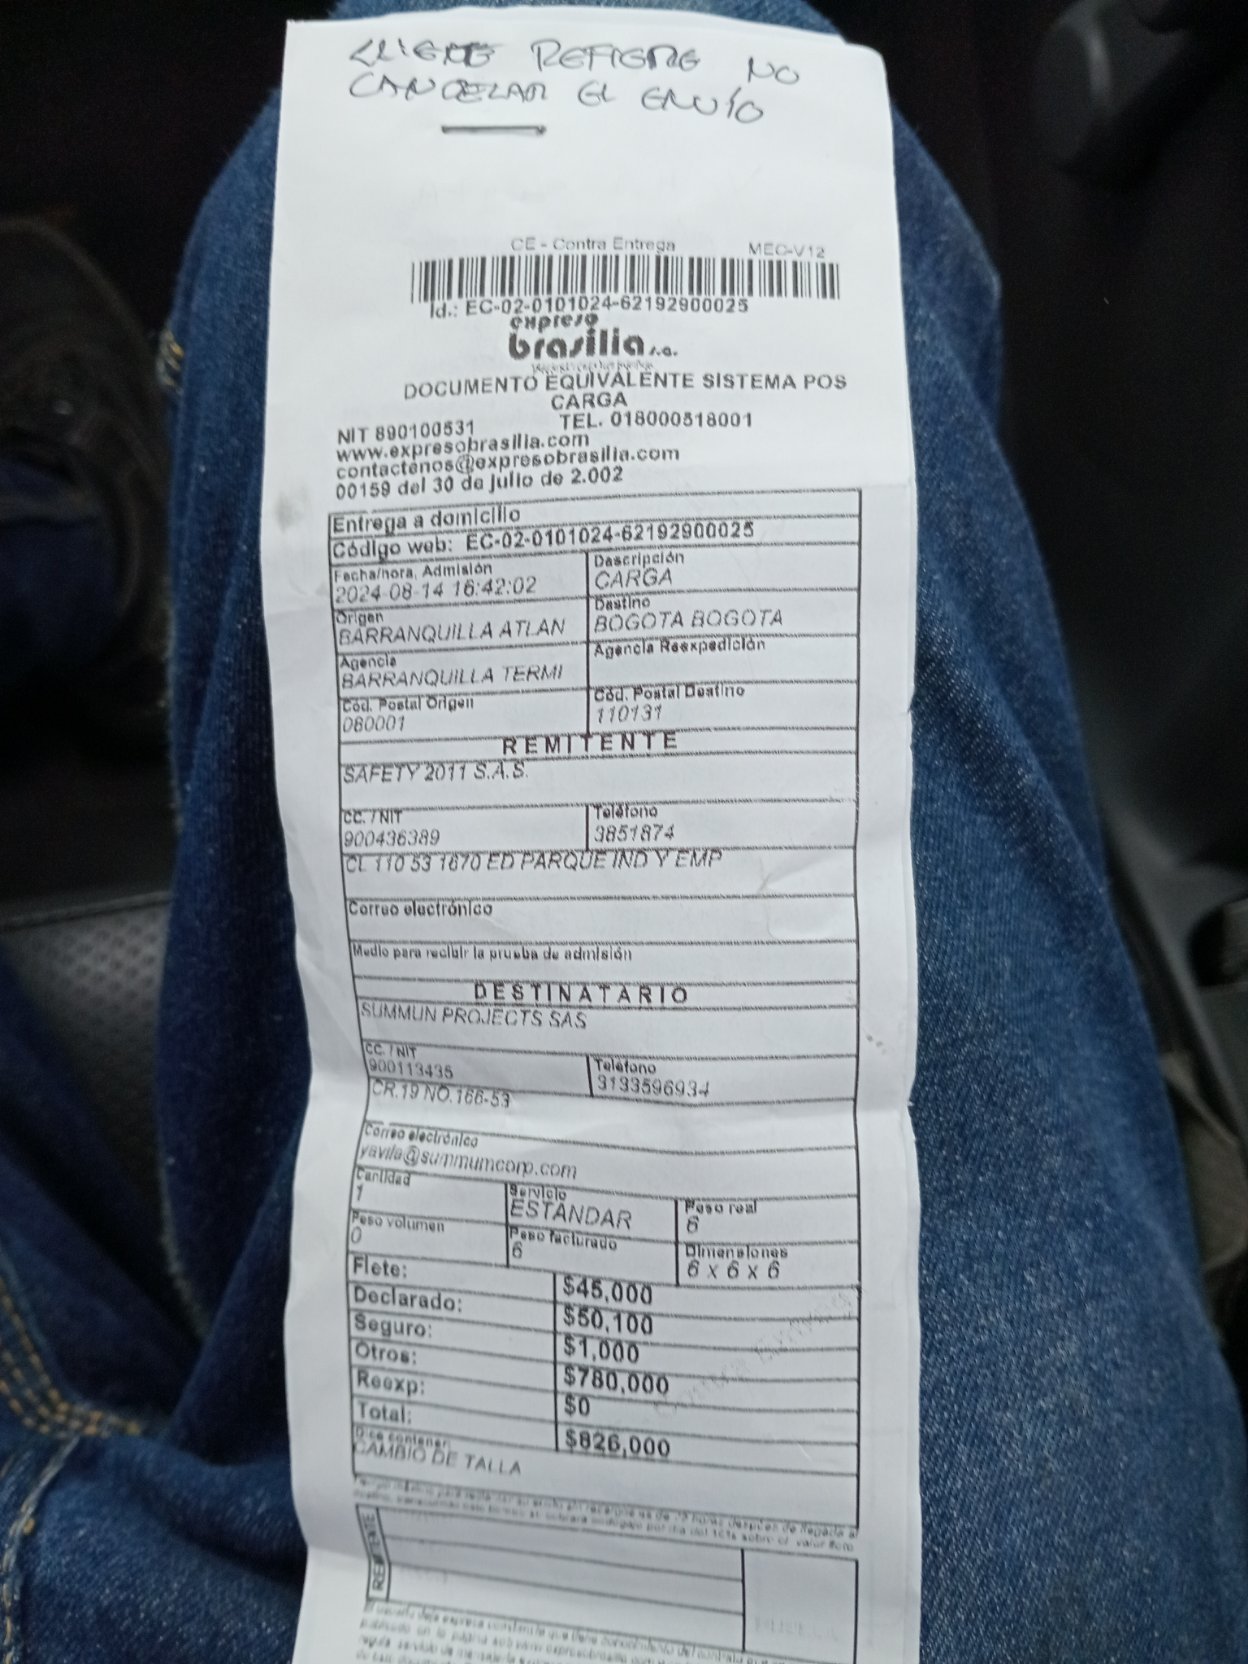 CLIENTE REFIERE NO
CANCELAR EL ENVÍO
CE - Contra Entrega MEC-V12
Id.: EC-02-0101024-62192900025
expreso
brasilia s.a.
DOCUMENTO EQUIVALENTE SISTEMA POS
CARGA
NIT 890100531 TEL. 018000518001
www.expresobrasilia.com
contactenos@expresobrasilia.com
00159 del 30 de julio de 2.002
Entrega a domicilio
Código web: EC-02-0101024-62192900025
Fecha/hora, Admisión Descripción
2024-08-14 16:42:02 CARGA
Origen Destino
BARRANQUILLA ATLAN BOGOTA BOGOTA
Agencia Agencia Reexpedición
BARRANQUILLA TERMI
Cód. Postal Origen Cód. Postal Destino
080001 110131
REMITENTE
SAFETY 2011 S.A.S.
CC. / NIT Teléfono
900436389 3851874
CL 110 53 1670 ED PARQUE IND Y EMP
Correo electrónico
Medio para recibir la prueba de admisión
DESTINATARIO
SUMMUN PROJECTS SAS
CC. / NIT Teléfono
900113435 3133596934
CR.19 NO.166-53
Correo electrónico
yavila@summumcorp.com
Cantidad Servicio Peso real
1 ESTANDAR 6
Peso volumen Peso facturado Dimensiones
0 6 6 x 6 x 6
Flete: $45,000
Declarado: $50,100
Seguro: $1,000
Otros: $780,000
Reexp: $0
Total: $826,000
Dice contener
CAMBIO DE TALLA
REMITENTE